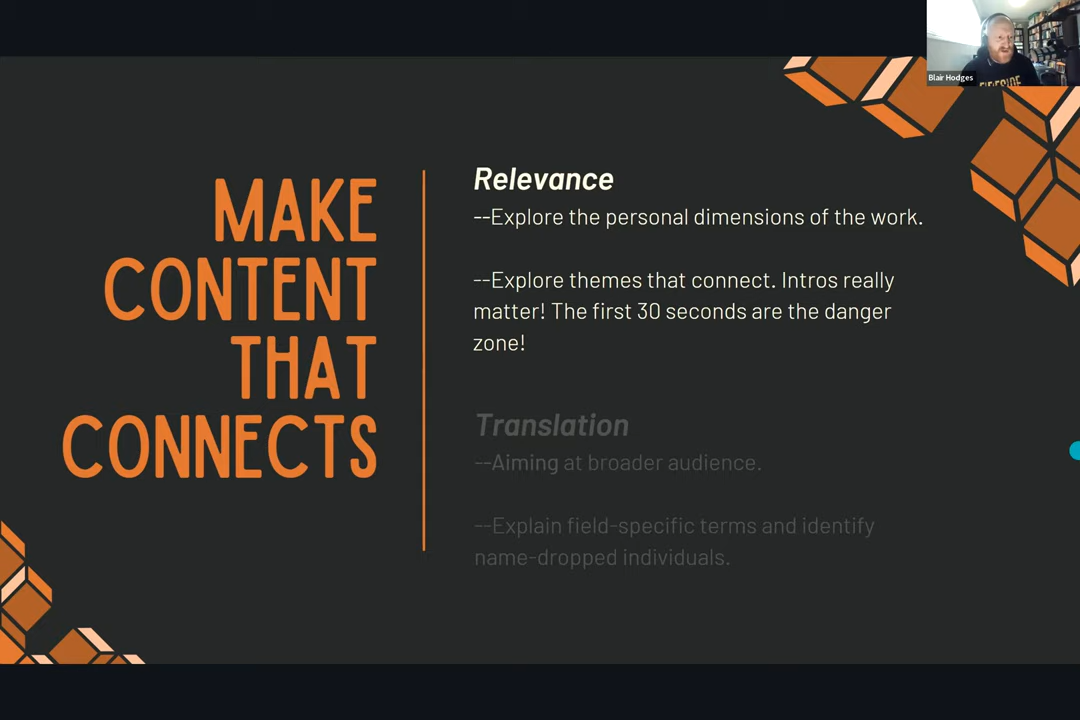 Blair Hodges
FIRESIDE
MAKE
CONTENT
THAT
CONNECTS
Relevance
--Explore the personal dimensions of the work.
--Explore themes that connect. Intros really
matter! The first 30 seconds are the danger
zone!
Translation
--Aiming at broader audience.
--Explain field-specific terms and identify
name-dropped individuals.